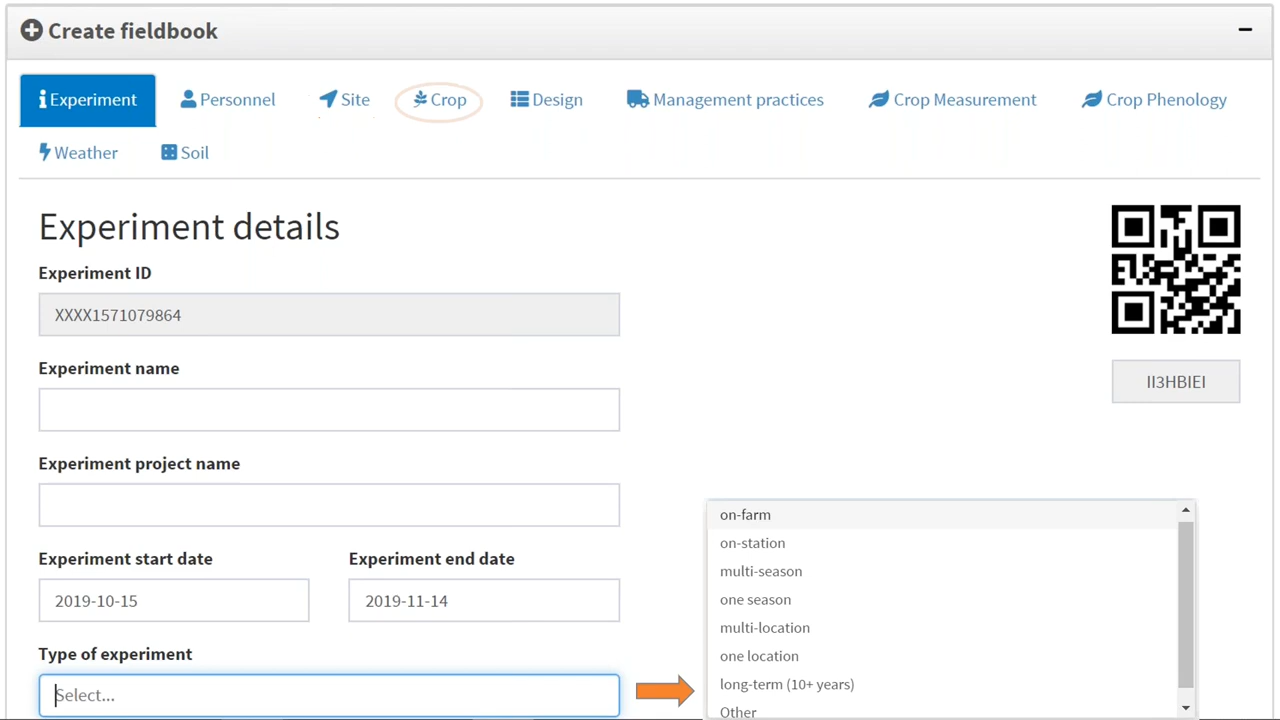 Create fieldbook
Experiment Personnel Site Crop Design Management practices Crop Measurement Crop Phenology
Weather Soil
Experiment details
Experiment ID
XXXX1571079864
Experiment name
II3HBIEI
Experiment project name
Experiment start date Experiment end date
2019-10-15 2019-11-14
Type of experiment
Select...
on-farm
on-station
multi-season
one season
multi-location
one location
long-term (10+ years)
Other